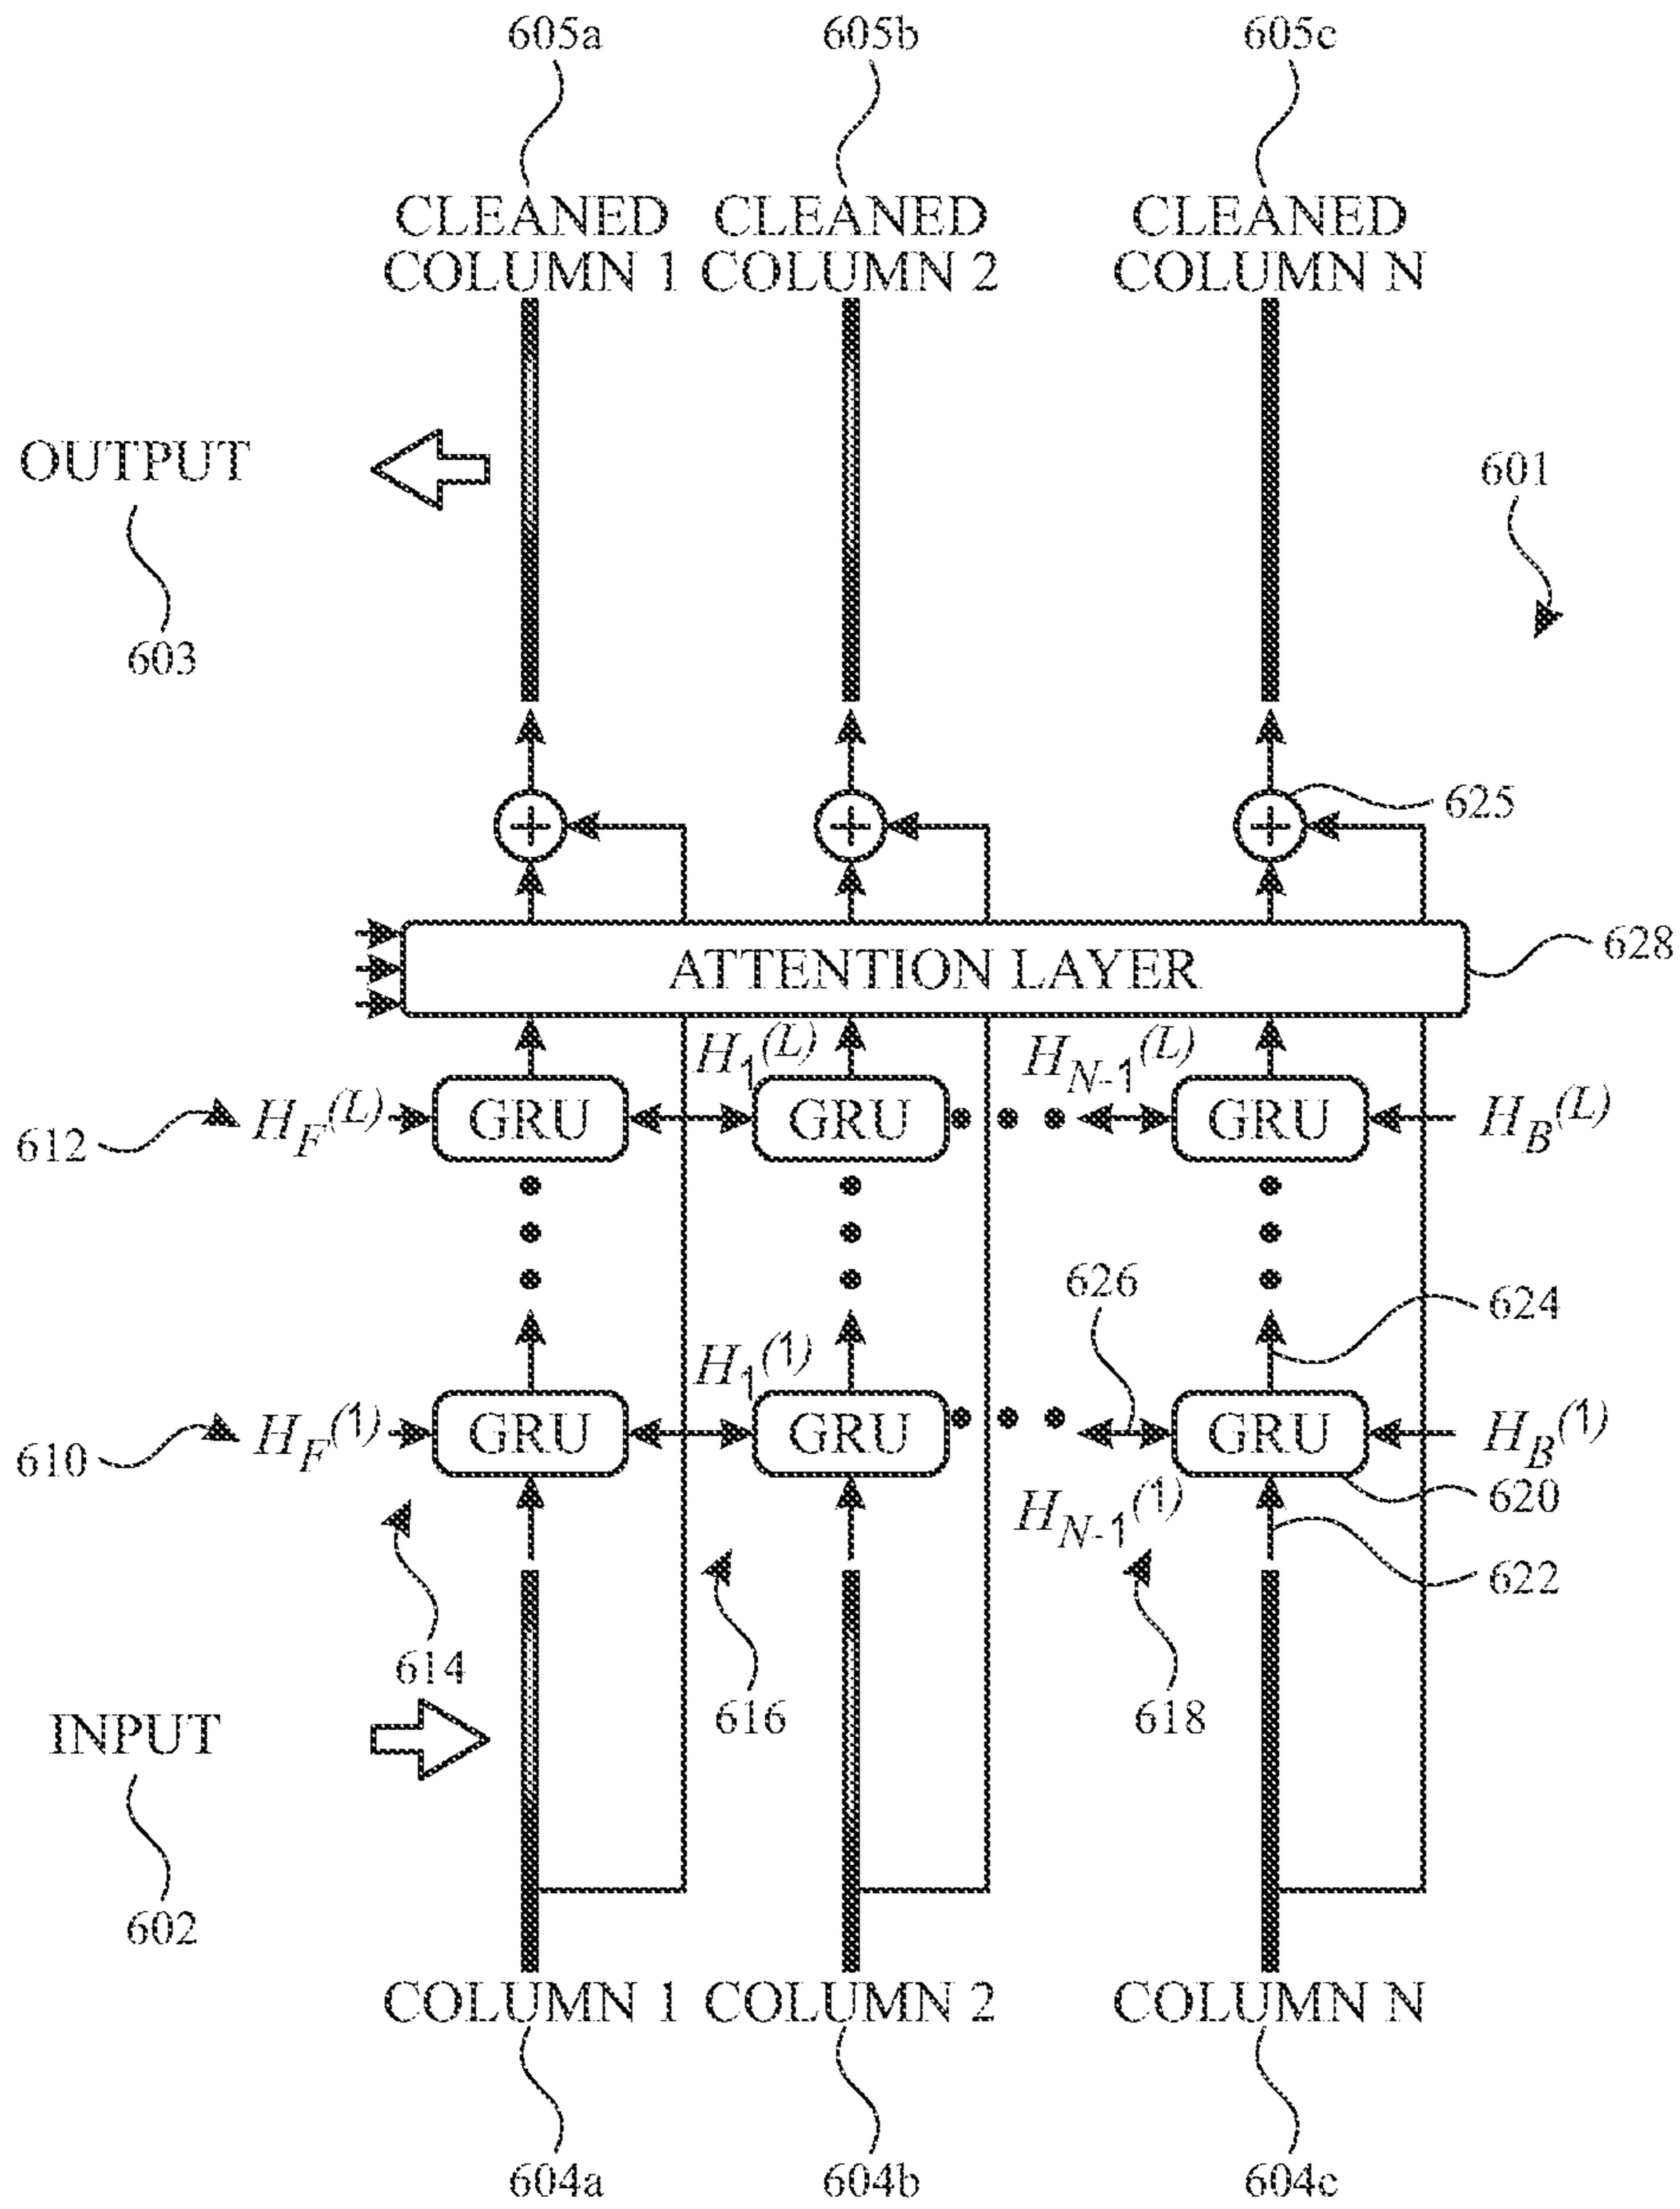 605a 605b 605c
CLEANED CLEANED CLEANED
COLUMN 1 COLUMN 2 COLUMN N
OUTPUT
601
603
+ + + 625
ATTENTION LAYER 628
H1(L) HN-1(L)
612 HF(L) GRU GRU GRU HB(L)
626 624
H1(1)
610 HF(1) GRU GRU GRU HB(1)
HN-1(1) 620
622
614
616 618
INPUT
602
COLUMN 1 COLUMN 2 COLUMN N
604a 604b 604c